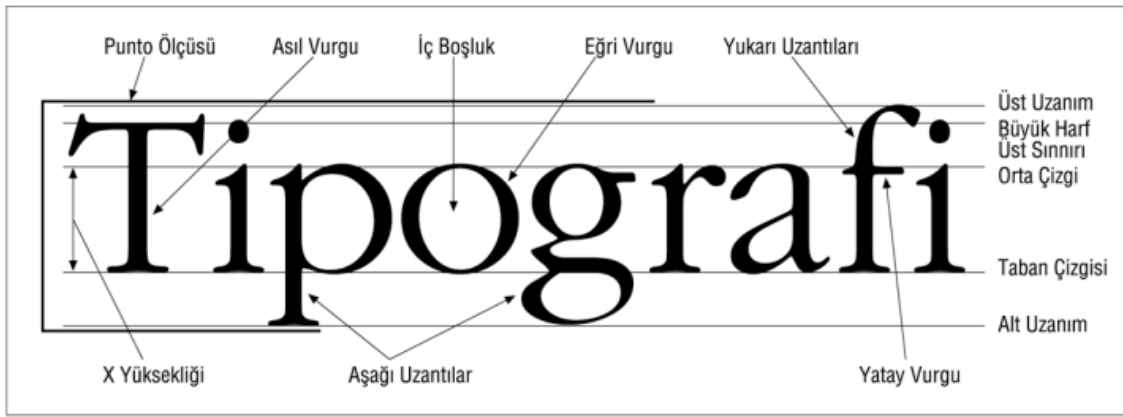 Punto Ölçüsü
Asıl Vurgu
İç Boşluk
Eğri Vurgu
Yukarı Uzantıları
Tipografi
Üst Uzanım
Büyük Harf
Üst Sınnırı
Orta Çizgi
Taban Çizgisi
Alt Uzanım
X Yüksekliği
Aşağı Uzantılar
Yatay Vurgu